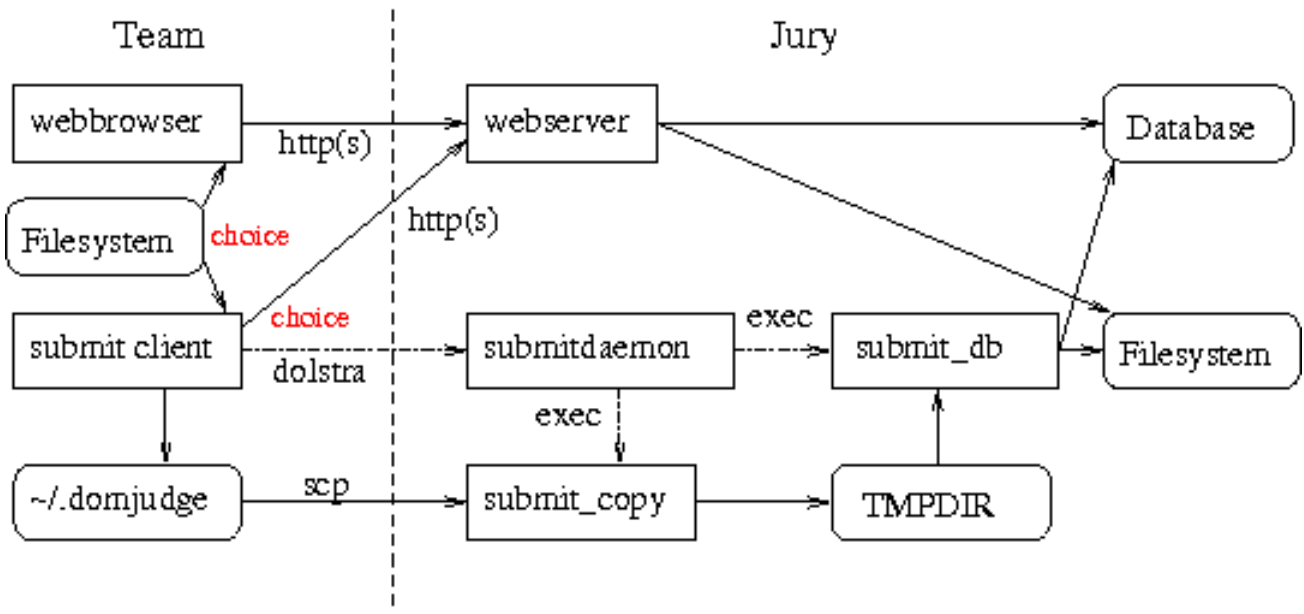 Team
Jury
webbrowser
http(s)
webserver
Database
Filesystem
choice
http(s)
choice
submit client
dolstra
submitdaemon
exec
submit_db
Filesystem
exec
~/.domjudge
scp
submit_copy
TMPDIR